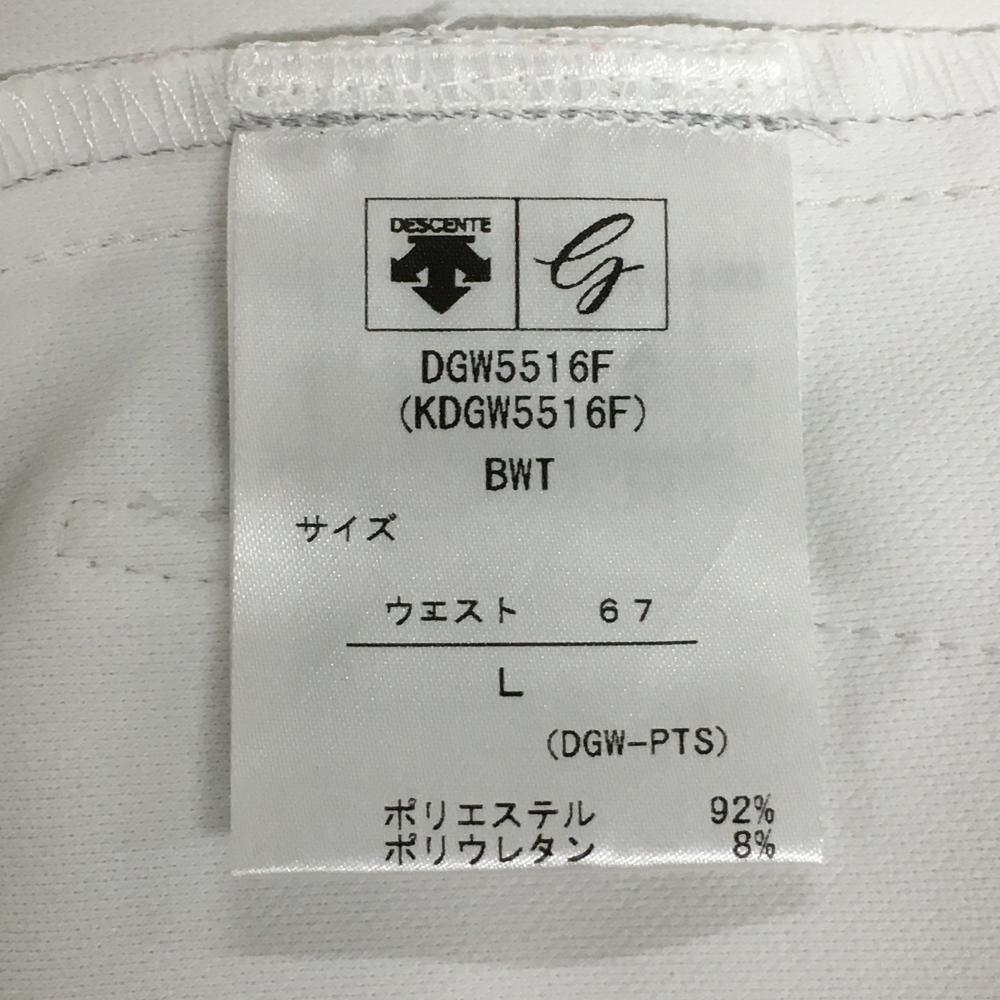 DESCENTE G
DGW5516F
(KDGW5516F)
BWT
サイズ
ウエスト 67
L
(DGW-PTS)
ポリエステル 92%
ポリウレタン 8%